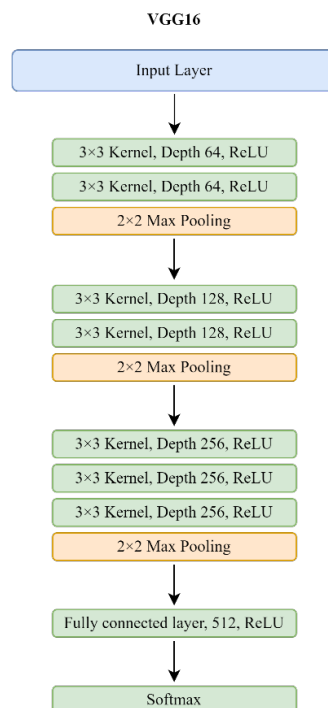 VGG16
Input Layer
3×3 Kernel, Depth 64, ReLU
3×3 Kernel, Depth 64, ReLU
2×2 Max Pooling
3×3 Kernel, Depth 128, ReLU
3×3 Kernel, Depth 128, ReLU
2×2 Max Pooling
3×3 Kernel, Depth 256, ReLU
3×3 Kernel, Depth 256, ReLU
3×3 Kernel, Depth 256, ReLU
2×2 Max Pooling
Fully connected layer, 512, ReLU
Softmax